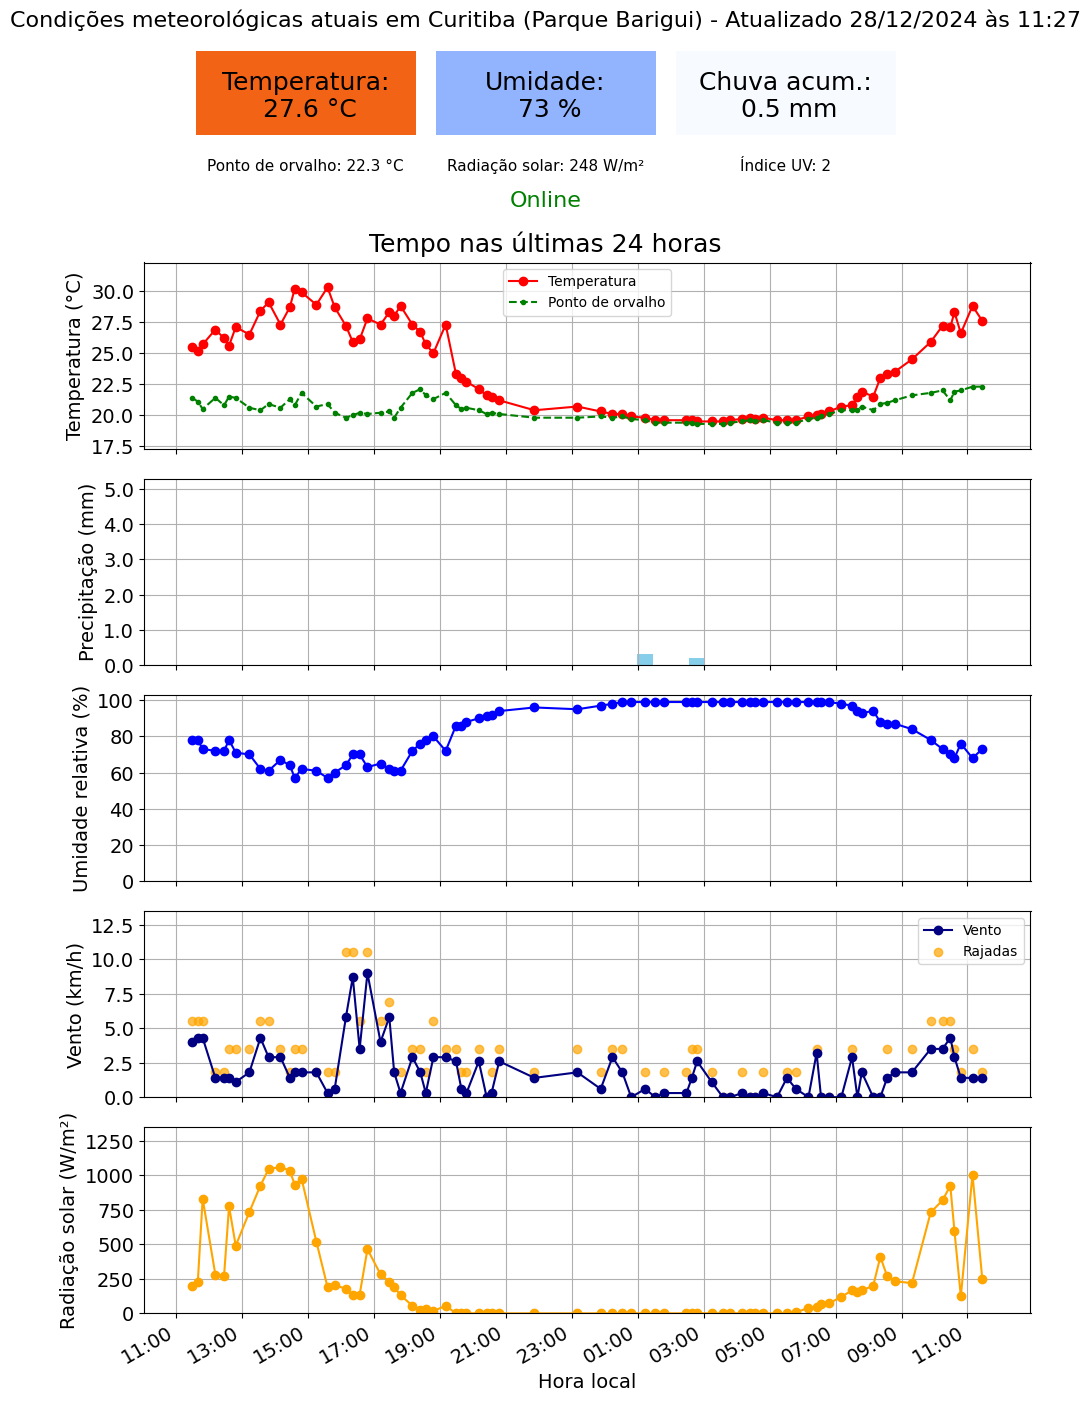 Condições meteorológicas atuais em Curitiba (Parque Barigui) - Atualizado 28/12/2024 às 11:27
Temperatura:
27.6 °C
Umidade:
73 %
Chuva acum.:
0.5 mm
Ponto de orvalho: 22.3 °C
Radiação solar: 248 W/m²
Índice UV: 2
Online
Tempo nas últimas 24 horas
Temperatura (°C)
30.0
27.5
25.0
22.5
20.0
17.5
Temperatura
Ponto de orvalho
Precipitação (mm)
5.0
4.0
3.0
2.0
1.0
0.0
Umidade relativa (%)
100
80
60
40
20
0
Vento (km/h)
12.5
10.0
7.5
5.0
2.5
0.0
Vento
Rajadas
Radiação solar (W/m²)
1250
1000
750
500
250
0
11:00
13:00
15:00
17:00
19:00
21:00
23:00
01:00
03:00
05:00
07:00
09:00
11:00
Hora local